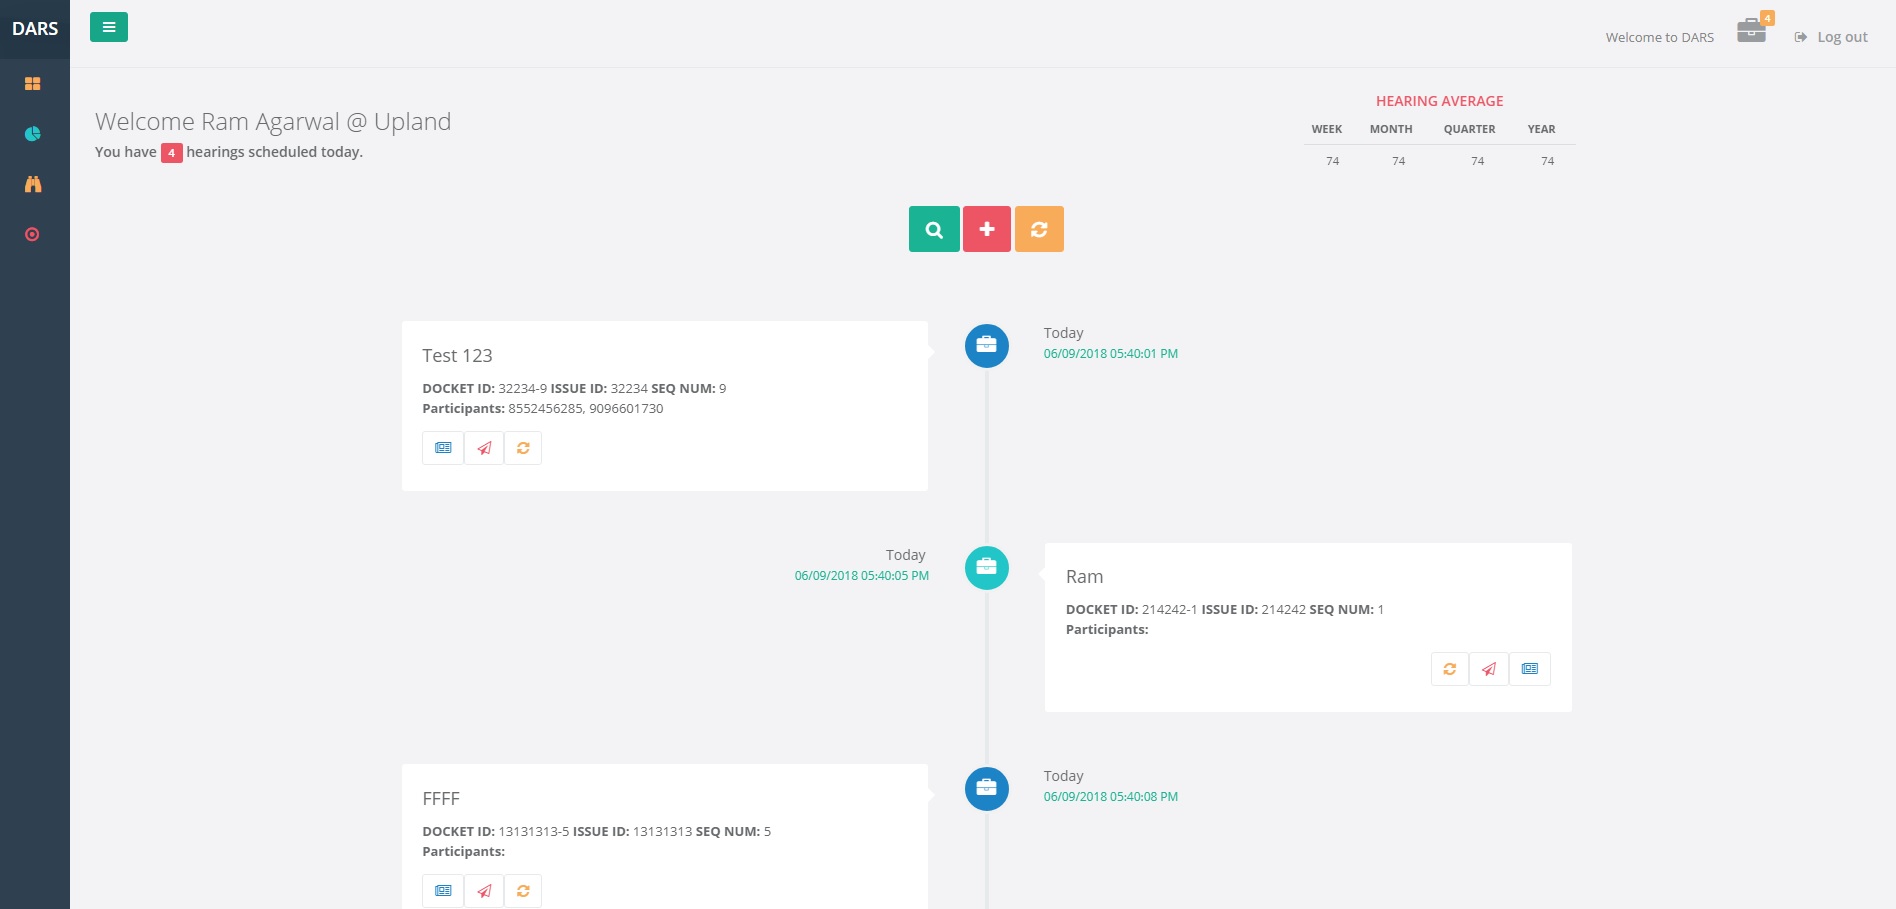 DARS
Welcome to DARS
4
Log out
Welcome Ram Agarwal @ Upland
You have 4 hearings scheduled today.
HEARING AVERAGE
WEEK MONTH QUARTER YEAR
74 74 74 74
Test 123
DOCKET ID: 32234-9 ISSUE ID: 32234 SEQ NUM: 9
Participants: 8552456285, 9096601730
Today
06/09/2018 05:40:01 PM
Today
06/09/2018 05:40:05 PM
Ram
DOCKET ID: 214242-1 ISSUE ID: 214242 SEQ NUM: 1
Participants:
FFFF
DOCKET ID: 13131313-5 ISSUE ID: 13131313 SEQ NUM: 5
Participants:
Today
06/09/2018 05:40:08 PM